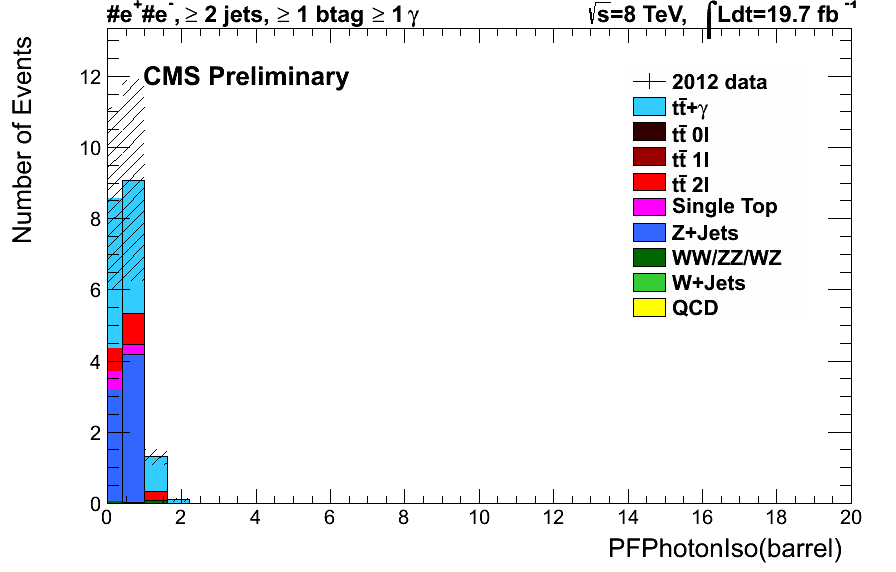 #e⁺#e⁻, ≥ 2 jets, ≥ 1 btag ≥ 1 γ
√s=8 TeV, ∫Ldt=19.7 fb⁻¹
CMS Preliminary
Number of Events
12
10
8
6
4
2
0
2012 data
tt̄+γ
tt̄ 0l
tt̄ 1l
tt̄ 2l
Single Top
Z+Jets
WW/ZZ/WZ
W+Jets
QCD
0 2 4 6 8 10 12 14 16 18 20
PFPhotonIso(barrel)